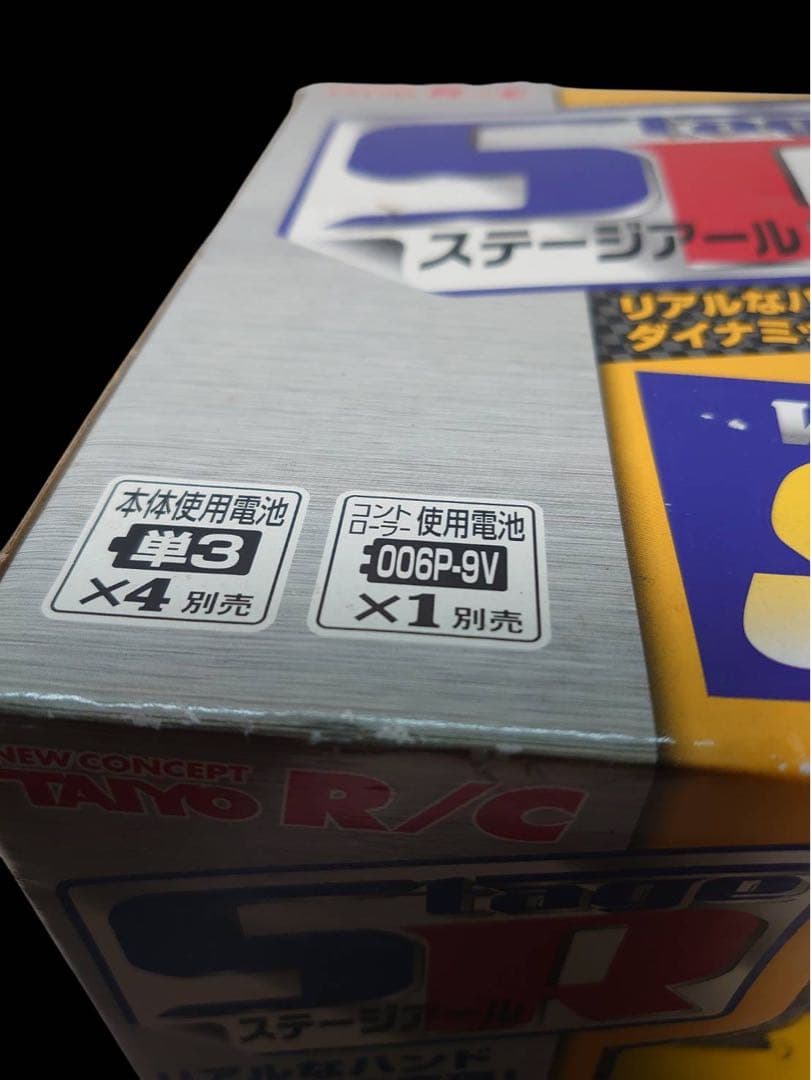 Stage
ステージアール
リアルなハ
ダイナミッ
本体使用電池
単3
×4 別売
コント
ローラー 使用電池
006P-9V
×1 別売
NEW CONCEPT
TAIYO R/C
Stage
R
ステージアール
リアルなハンド